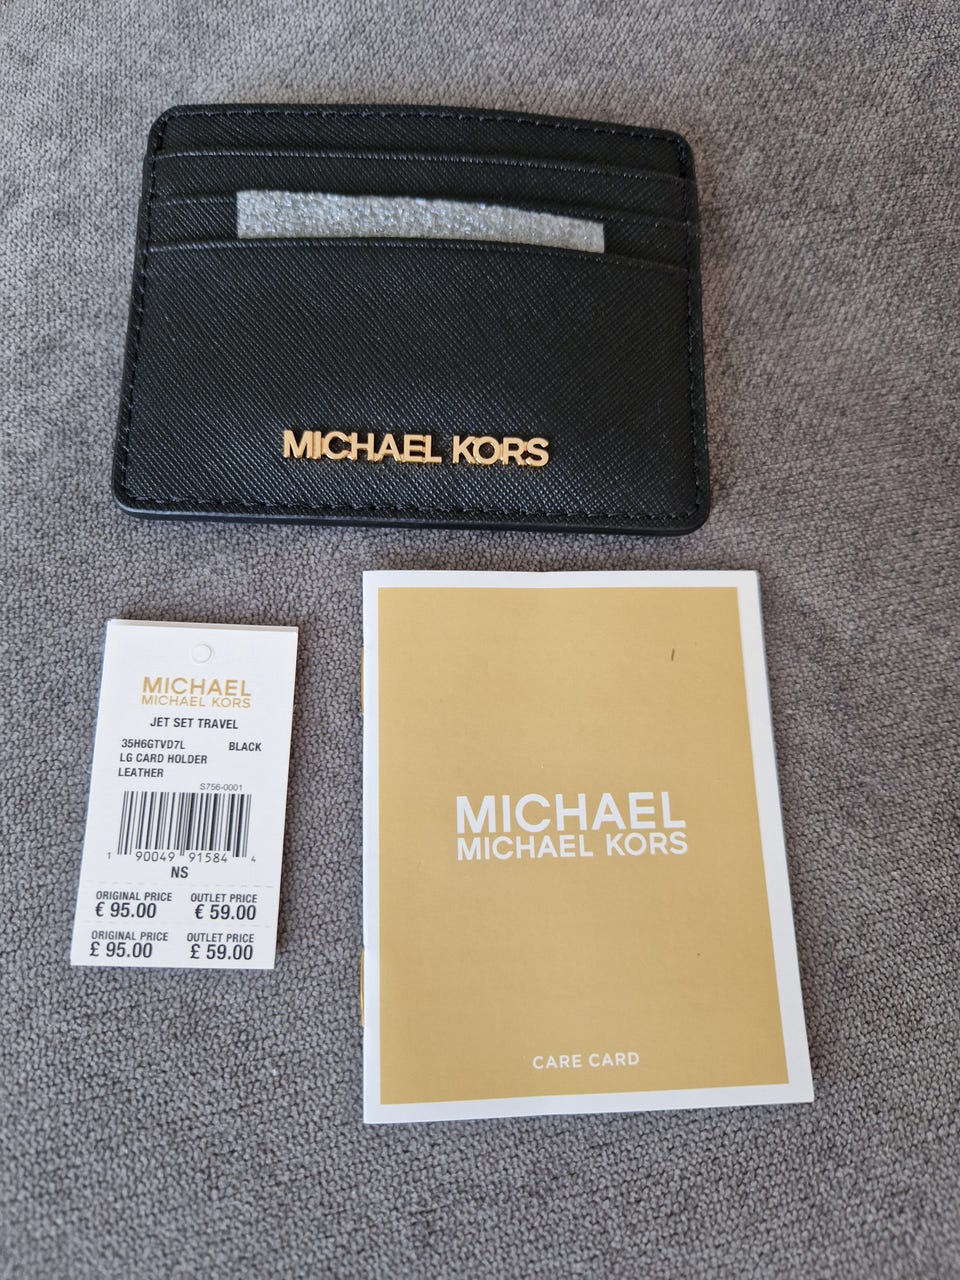 MICHAEL KORS
MICHAEL
MICHAEL KORS
JET SET TRAVEL
35H6GTVD7L BLACK
LG CARD HOLDER
LEATHER
S756-0001
1 90049 91584 4
NS
ORIGINAL PRICE OUTLET PRICE
€ 95.00 € 59.00
ORIGINAL PRICE OUTLET PRICE
£ 95.00 £ 59.00
MICHAEL
MICHAEL KORS
CARE CARD